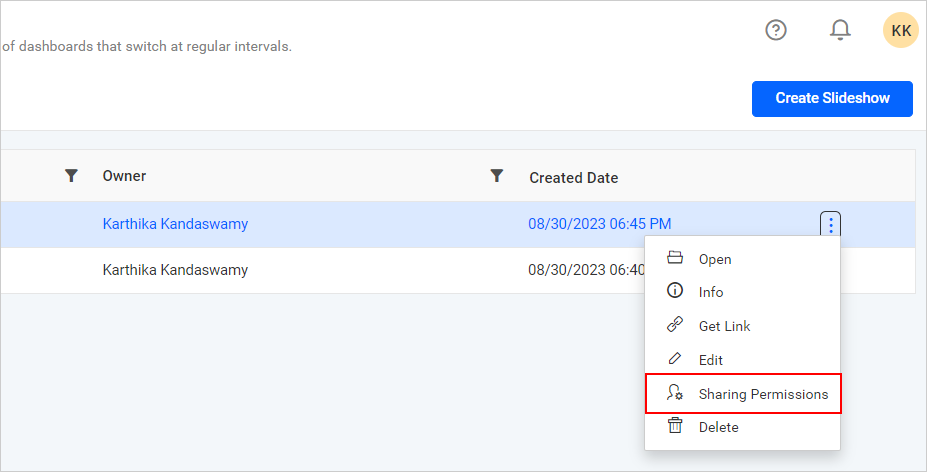 KK
of dashboards that switch at regular intervals.
Create Slideshow
Owner Created Date
Karthika Kandaswamy 08/30/2023 06:45 PM
Karthika Kandaswamy 08/30/2023 06:40
Open
Info
Get Link
Edit
Sharing Permissions
Delete